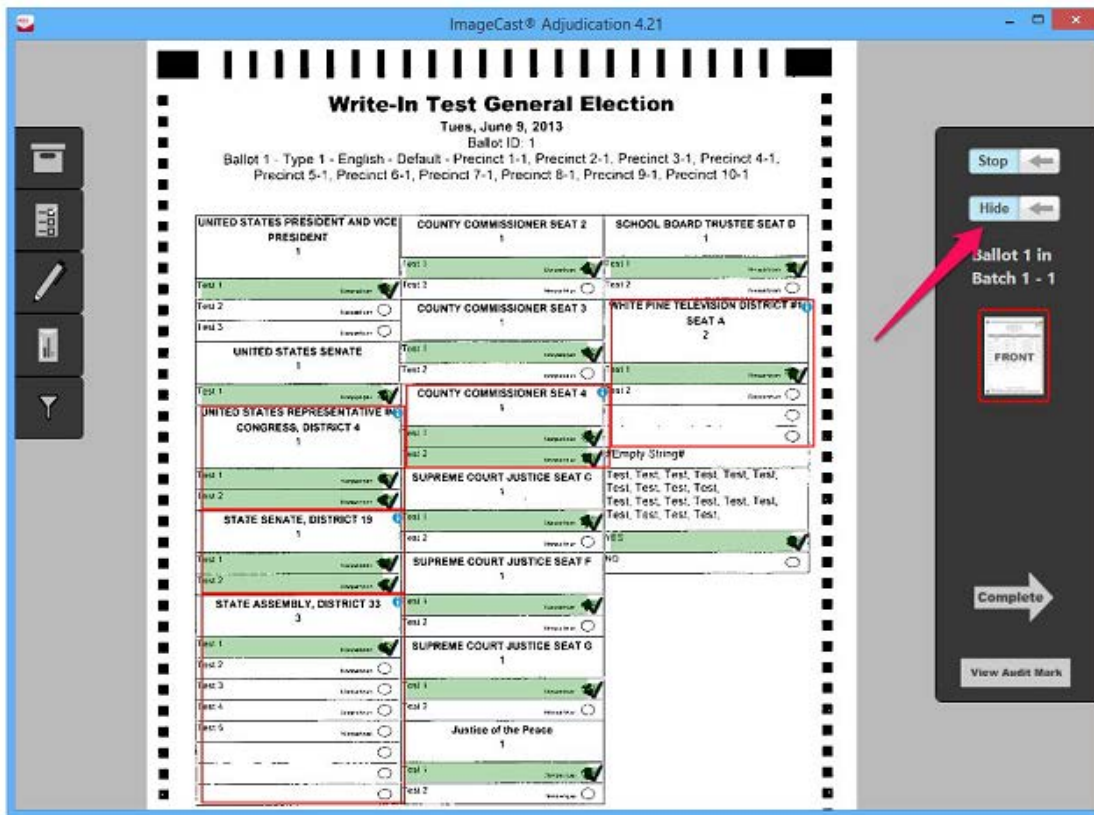 ImageCast® Adjudication 4.21
Write-In Test General Election
Tues, June 9, 2013
Ballot ID: 1
Ballot 1 - Type 1 - English - Default - Precinct 1-1, Precinct 2-1, Precinct 3-1, Precinct 4-1,
Precinct 5-1, Precinct 6-1, Precinct 7-1, Precinct 8-1, Precinct 9-1, Precinct 10-1
UNITED STATES PRESIDENT AND VICE
PRESIDENT
1
Test 1
Test 2
Test 3
UNITED STATES SENATE
1
Test 1
UNITED STATES REPRESENTATIVE IN
CONGRESS, DISTRICT 4
1
Test 1
Test 2
STATE SENATE, DISTRICT 19
1
Test 1
Test 2
STATE ASSEMBLY, DISTRICT 33
3
Test 1
Test 2
Test 3
Test 4
Test 5
COUNTY COMMISSIONER SEAT 2
1
Test 1
Test 2
COUNTY COMMISSIONER SEAT 3
1
Test 1
Test 2
COUNTY COMMISSIONER SEAT 4
1
Test 1
Test 2
SUPREME COURT JUSTICE SEAT C
1
Test 1
Test 2
SUPREME COURT JUSTICE SEAT F
1
Test 1
Test 2
SUPREME COURT JUSTICE SEAT G
1
Test 1
Test 2
Justice of the Peace
1
Test 1
Test 2
SCHOOL BOARD TRUSTEE SEAT D
1
Test 1
Test 2
WHITE PINE TELEVISION DISTRICT #1
SEAT A
2
Test 1
Test 2
#Empty String#
Test, Test, Test, Test, Test, Test,
Test, Test, Test, Test,
Test, Test, Test, Test, Test, Test,
Test, Test, Test, Test,
YES
NO
Stop
Hide
Ballot 1 in
Batch 1 - 1
FRONT
Complete
View Audit Mark